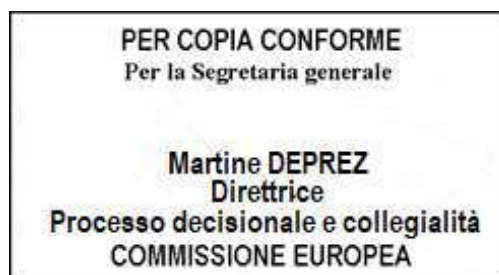 PER COPIA CONFORME
Per la Segretaria generale
Martine DEPREZ
Direttrice
Processo decisionale e collegialità
COMMISSIONE EUROPEA